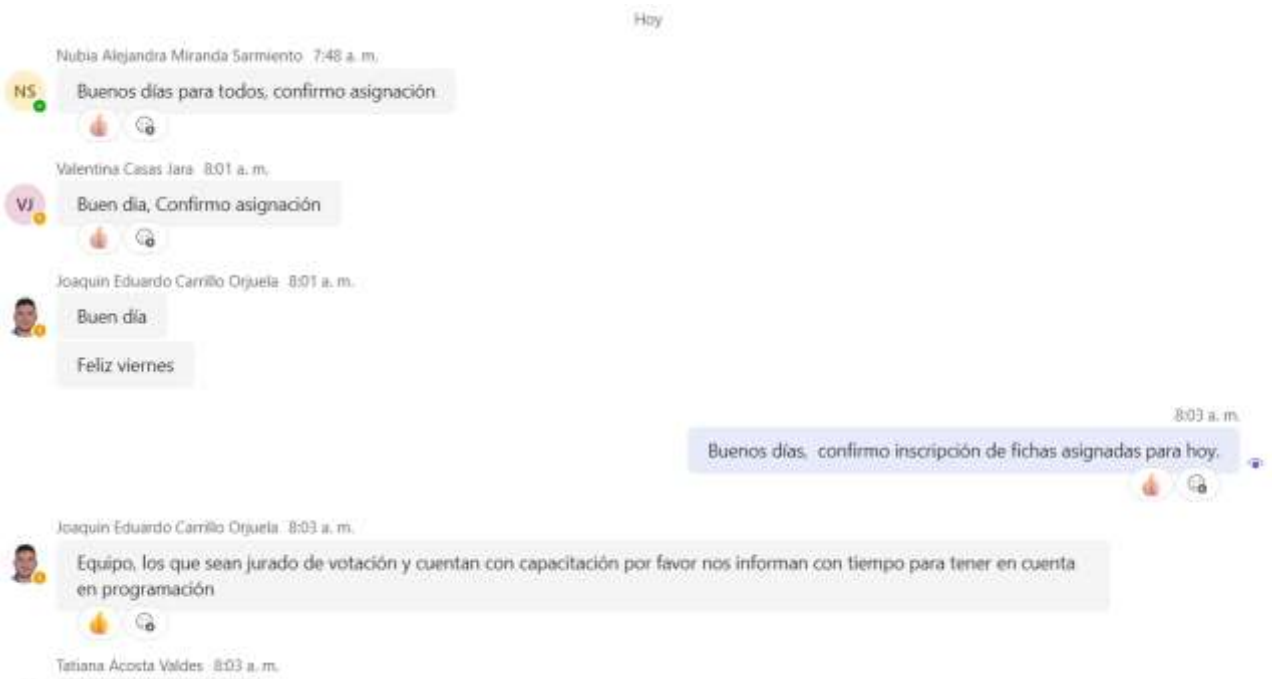 Hoy
Nubia Alejandra Miranda Sarmiento 7:48 a. m.
NS
Buenos días para todos, confirmo asignación
Valentina Casas Jara 8:01 a. m.
VJ
Buen dia, Confirmo asignación
Joaquin Eduardo Carrillo Orjuela 8:01 a. m.
Buen día
Feliz viernes
8:03 a. m.
Buenos días, confirmo inscripción de fichas asignadas para hoy.
Joaquin Eduardo Carrillo Orjuela 8:03 a. m.
Equipo, los que sean jurado de votación y cuentan con capacitación por favor nos informan con tiempo para tener en cuenta
en programación
Tatiana Acosta Valdes 8:03 a. m.